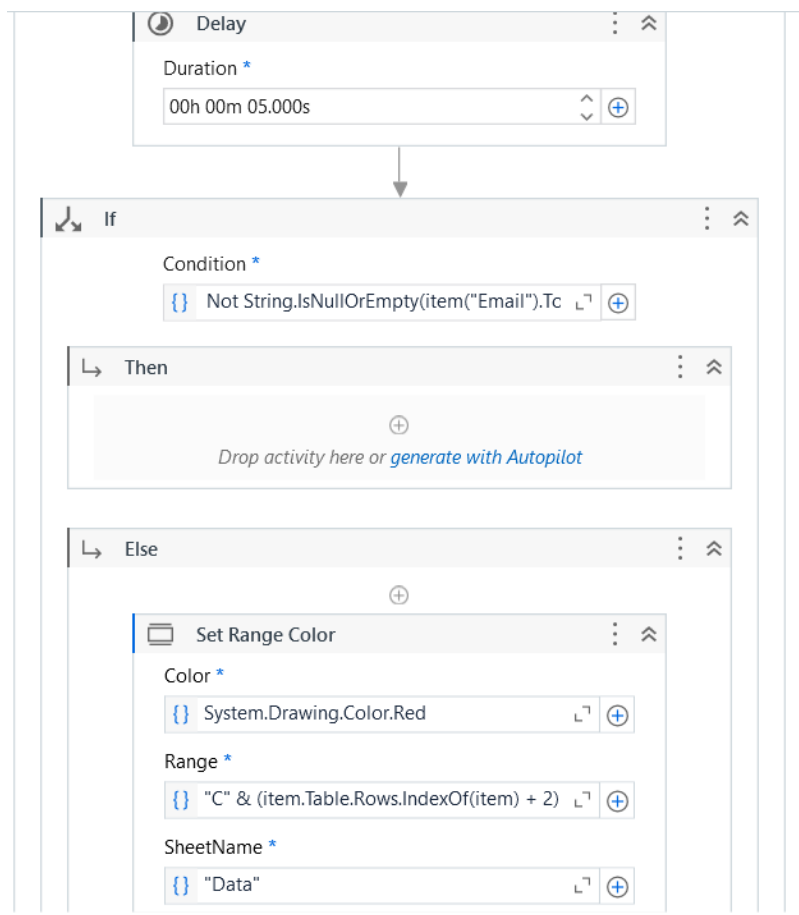 Delay
Duration *
00h 00m 05.000s
If
Condition *
{} Not String.IsNullOrEmpty(item("Email").Tc
Then
Drop activity here or generate with Autopilot
Else
Set Range Color
Color *
{} System.Drawing.Color.Red
Range *
{} "C" & (item.Table.Rows.IndexOf(item) + 2)
SheetName *
{} "Data"